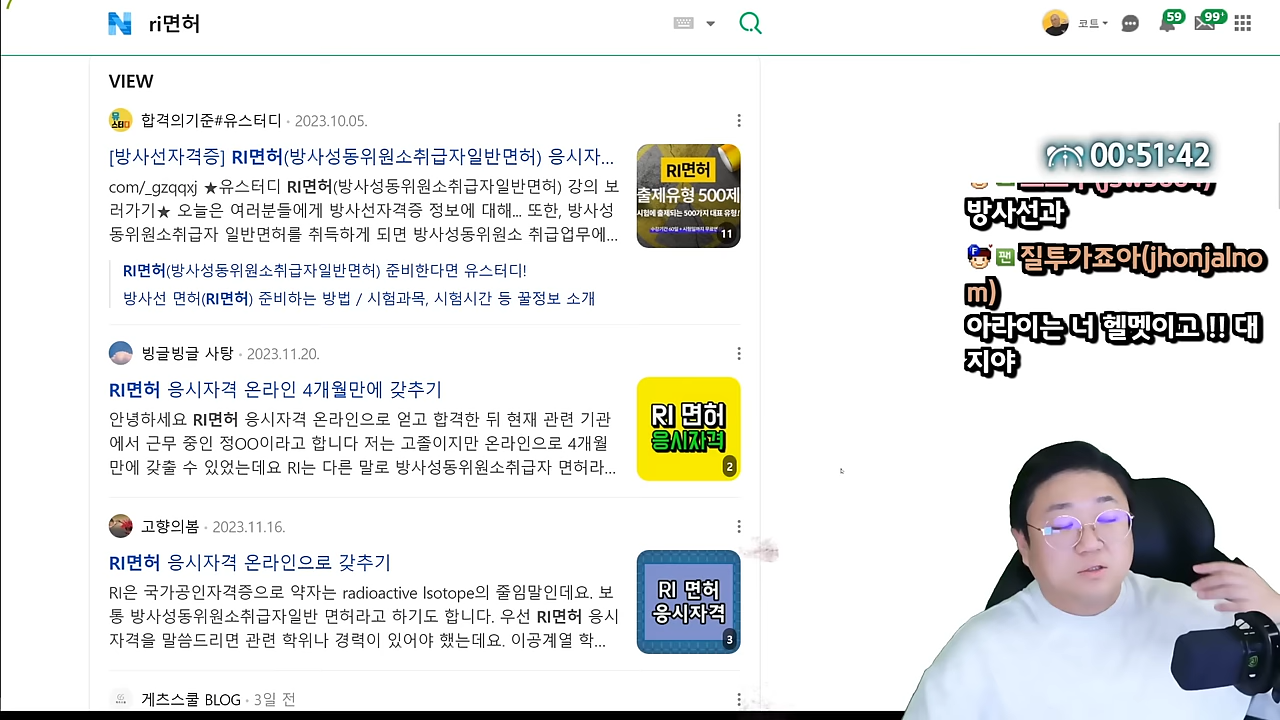 ri면허
코트
59
99+
VIEW
합격의기준#유스터디 · 2023.10.05.
[방사선자격증] RI면허(방사성동위원소취급자일반면허) 응시자...
com/_gzqqxj ★유스터디 RI면허(방사성동위원소취급자일반면허) 강의 보
러가기★ 오늘은 여러분들에게 방사선자격증 정보에 대해... 또한, 방사성
동위원소취급자 일반면허를 취득하게 되면 방사성동위원소 취급업무에...
RI면허
출제유형 500제
시험에 출제되는 500가지 대표 유형!
11
RI면허(방사성동위원소취급자일반면허) 준비한다면 유스터디!
방사선 면허(RI면허) 준비하는 방법 / 시험과목, 시험시간 등 꿀정보 소개
빙글빙글 사탕 · 2023.11.20.
RI면허 응시자격 온라인 4개월만에 갖추기
안녕하세요 RI면허 응시자격 온라인으로 얻고 합격한 뒤 현재 관련 기관
에서 근무 중인 정OO이라고 합니다 저는 고졸이지만 온라인으로 4개월
만에 갖출 수 있었는데요 RI는 다른 말로 방사성동위원소취급자 면허라...
RI 면허
응시자격
2
고향의봄 · 2023.11.16.
RI면허 응시자격 온라인으로 갖추기
RI은 국가공인자격증으로 약자는 radioactive Isotope의 줄임말인데요. 보
통 방사성동위원소취급자일반 면허라고 하기도 합니다. 우선 RI면허 응시
자격을 말씀드리면 관련 학위나 경력이 있어야 했는데요. 이공계열 학...
RI 면허
응시자격
3
게츠스쿨 BLOG · 3일 전
00:51:42
방사선과
팬 질투가죠아(jhonjalno
m)
아라이는 너 헬멧이고 !! 대
지야